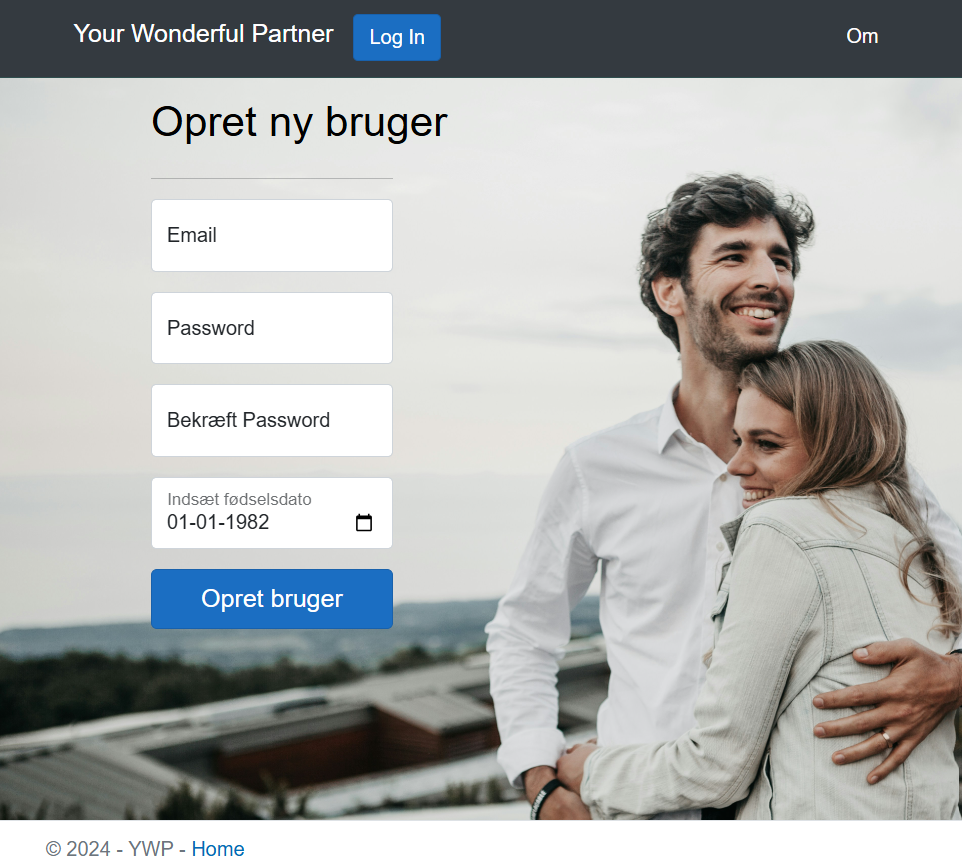 Your Wonderful Partner Log In Om
Opret ny bruger
Email
Password
Bekræft Password
Indsæt fødselsdato
01-01-1982
Opret bruger
© 2024 - YWP - Home